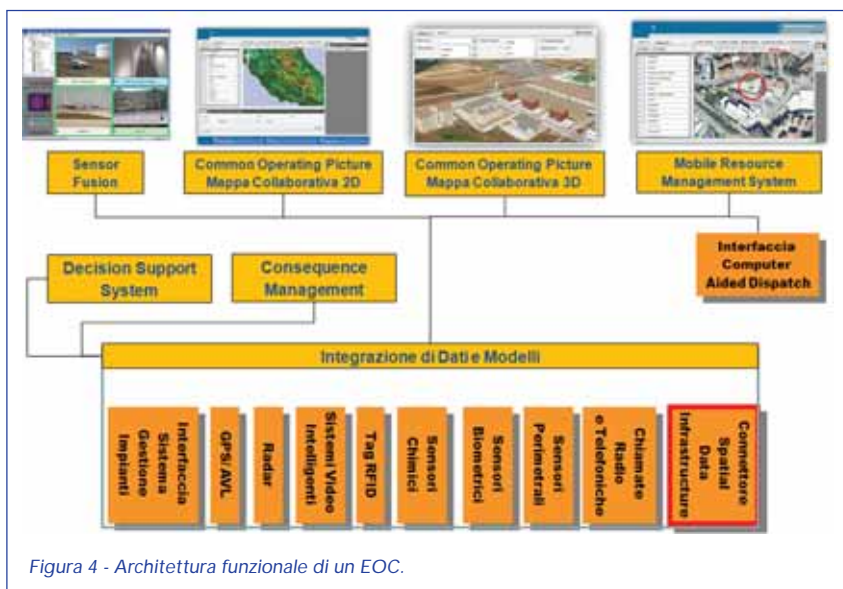 Sensor
Fusion
Common Operating Picture
Mappa Collaborativa 2D
Common Operating Picture
Mappa Collaborativa 3D
Mobile Resource
Management System
Interfaccia
Computer
Aided Dispatch
Decision Support
System
Consequence
Management
Integrazione di Dati e Modelli
Interfaccia
Sistema
Gestione
Impianti
GPS/AVL
Radar
Sistemi Video
Intelligenti
Tag RFID
Sensori
Chimici
Sensori
Biometrici
Sensori
Perimetrali
Chiamate
Radio
e Telefoniche
Connettore
Spatial
Data
Infrastructure
Figura 4 - Architettura funzionale di un EOC.